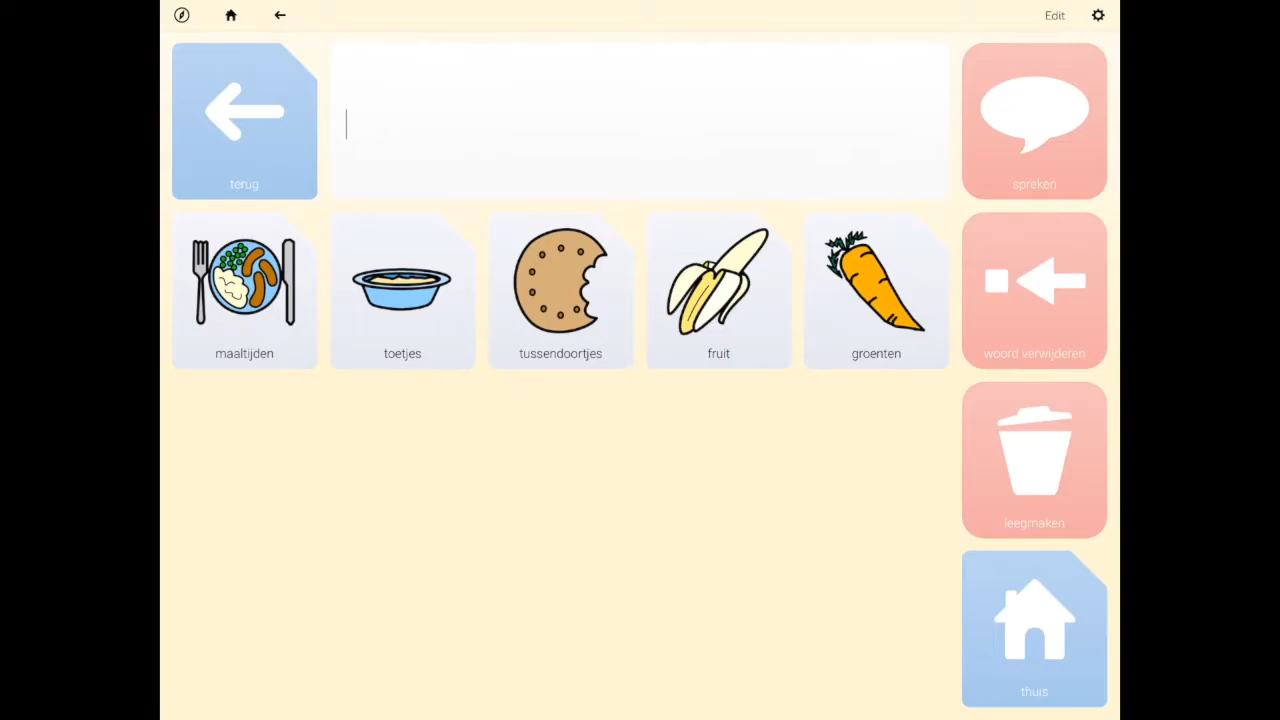 Edit
terug
spreken
maaltijden
toetjes
tussendoortjes
fruit
groenten
woord verwijderen
leegmaken
thuis